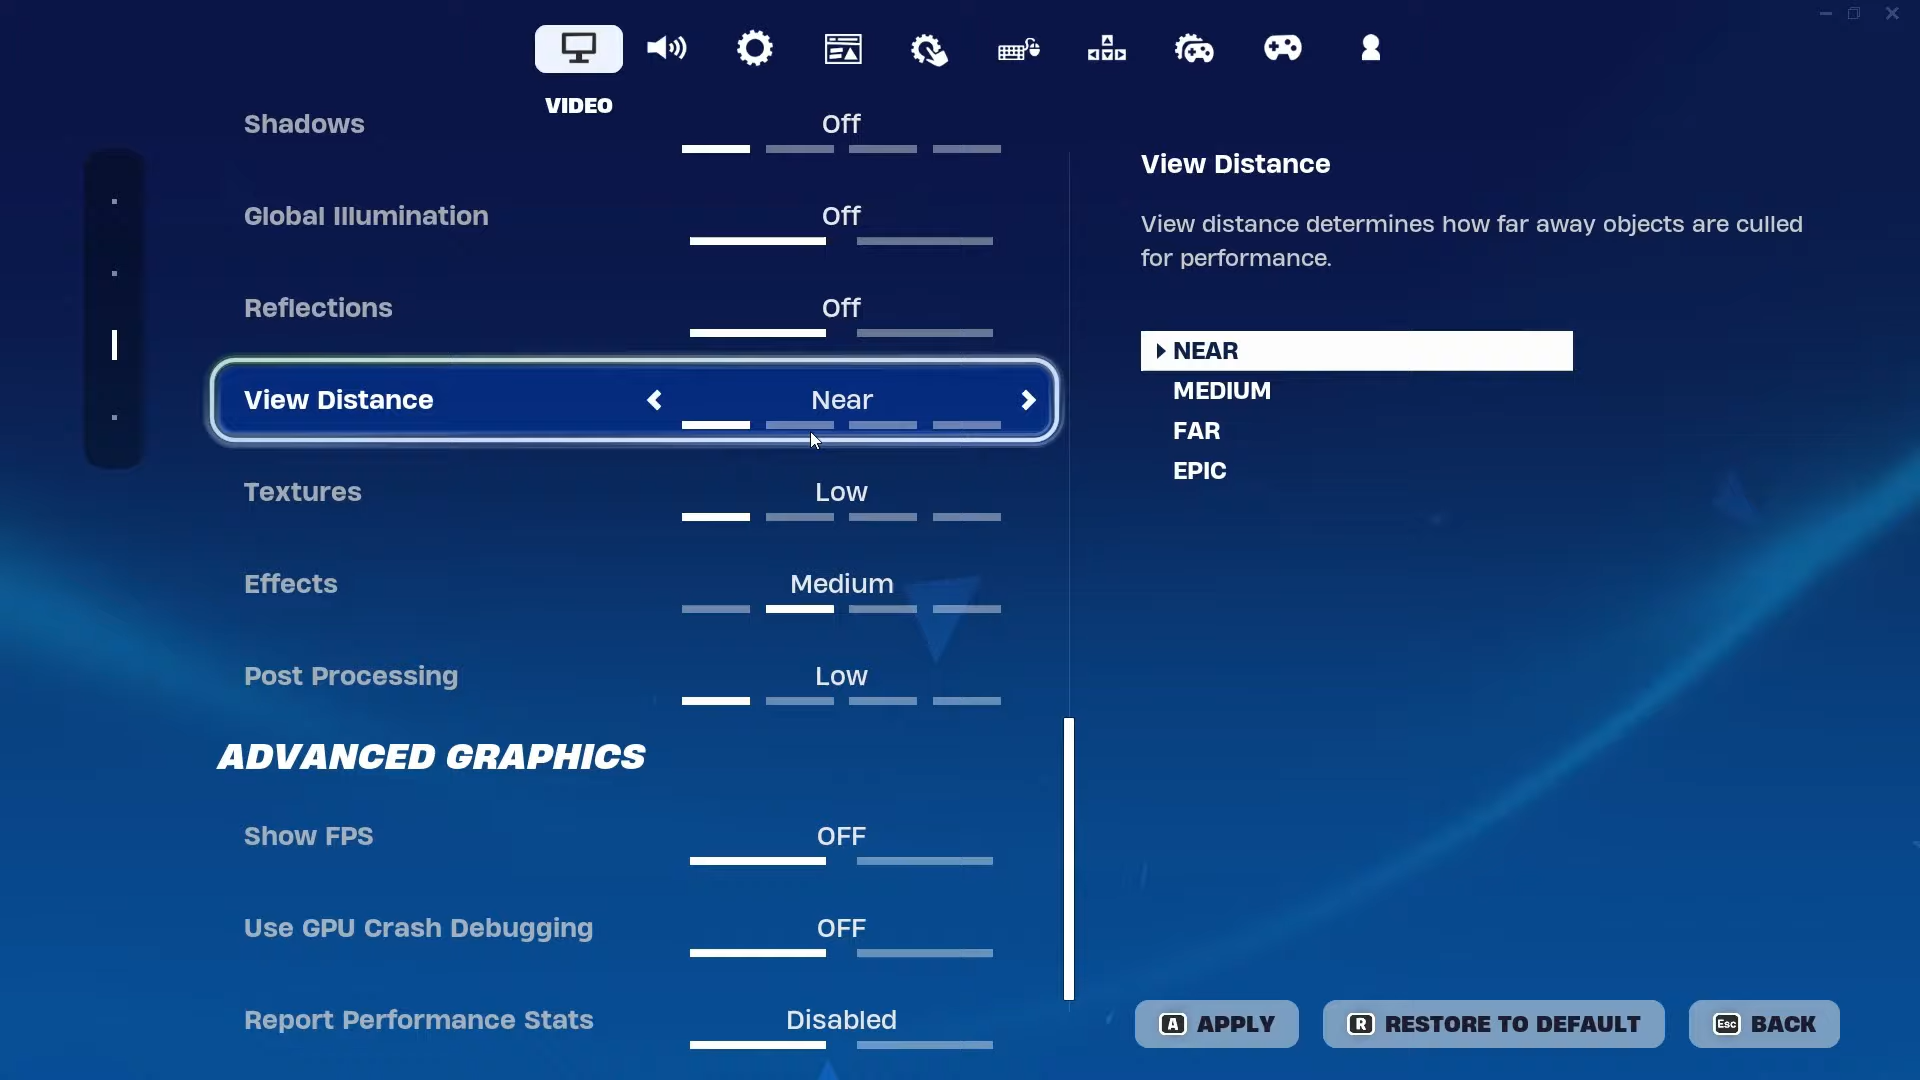 VIDEO
Shadows
Off
Global Illumination
Off
Reflections
Off
View Distance
Near
Textures
Low
Effects
Medium
Post Processing
Low
ADVANCED GRAPHICS
Show FPS
OFF
Use GPU Crash Debugging
OFF
Report Performance Stats
Disabled
View Distance
View distance determines how far away objects are culled
for performance.
NEAR
MEDIUM
FAR
EPIC
A APPLY
R RESTORE TO DEFAULT
Esc BACK